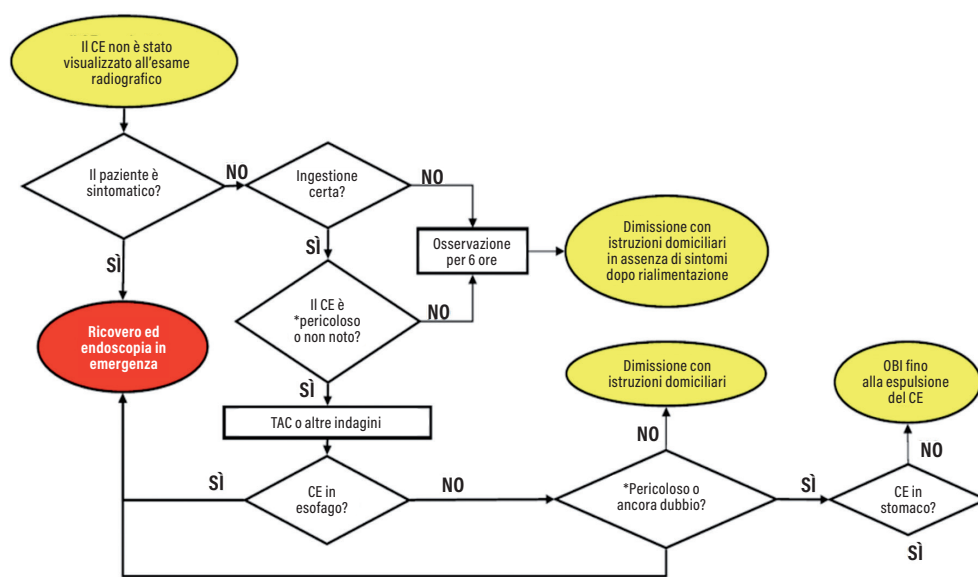 Il CE non è stato
visualizzato all'esame
radiografico
Il paziente è
sintomatico?
NO
Ingestione
certa?
NO
SÌ
SÌ
Osservazione
per 6 ore
Dimissione con
istruzioni domiciliari
in assenza di sintomi
dopo rialimentazione
Il CE è
*pericoloso
o non noto?
NO
Ricovero ed
endoscopia in
emergenza
SÌ
Dimissione con
istruzioni domiciliari
OBI fino
alla espulsione
del CE
TAC o altre indagini
NO
NO
SÌ
CE in
esofago?
NO
*Pericoloso o
ancora dubbio?
SÌ
CE in
stomaco?
SÌ